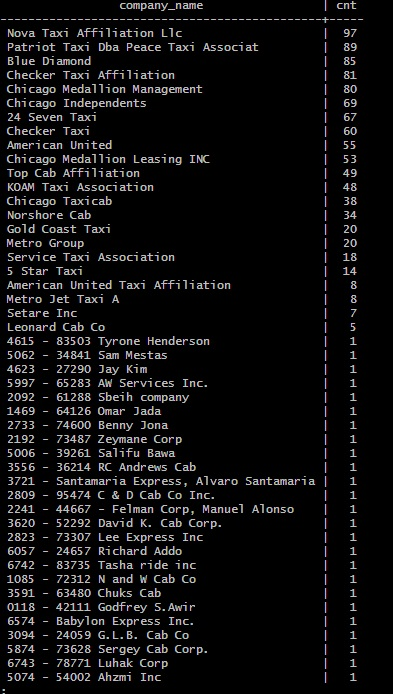 company_name | cnt
Nova Taxi Affiliation Llc | 97
Patriot Taxi Dba Peace Taxi Associat | 89
Blue Diamond | 85
Checker Taxi Affiliation | 81
Chicago Medallion Management | 80
Chicago Independents | 69
24 Seven Taxi | 67
Checker Taxi | 60
American United | 55
Chicago Medallion Leasing INC | 53
Top Cab Affiliation | 49
KOAM Taxi Association | 48
Chicago Taxicab | 38
Norshore Cab | 34
Gold Coast Taxi | 20
Metro Group | 20
Service Taxi Association | 18
5 Star Taxi | 14
American United Taxi Affiliation | 8
Metro Jet Taxi A | 8
Setare Inc | 7
Leonard Cab Co | 5
4615 - 83503 Tyrone Henderson | 1
5062 - 34841 Sam Mestas | 1
4623 - 27290 Jay Kim | 1
5997 - 65283 AW Services Inc. | 1
2092 - 61288 Sbeih company | 1
1469 - 64126 Omar Jada | 1
2733 - 74600 Benny Jona | 1
2192 - 73487 Zeymane Corp | 1
5006 - 39261 Salifu Bawa | 1
3556 - 36214 RC Andrews Cab | 1
3721 - Santamaria Express, Alvaro Santamaria | 1
2809 - 95474 C & D Cab Co Inc. | 1
2241 - 44667 - Felman Corp, Manuel Alonso | 1
3620 - 52292 David K. Cab Corp. | 1
2823 - 73307 Lee Express Inc | 1
6057 - 24657 Richard Addo | 1
6742 - 83735 Tasha ride inc | 1
1085 - 72312 N and W Cab Co | 1
3591 - 63480 Chuks Cab | 1
0118 - 42111 Godfrey S.Awir | 1
6574 - Babylon Express Inc. | 1
3094 - 24059 G.L.B. Cab Co | 1
5874 - 73628 Sergey Cab Corp. | 1
6743 - 78771 Luhak Corp | 1
5074 - 54002 Ahzmi Inc | 1
: